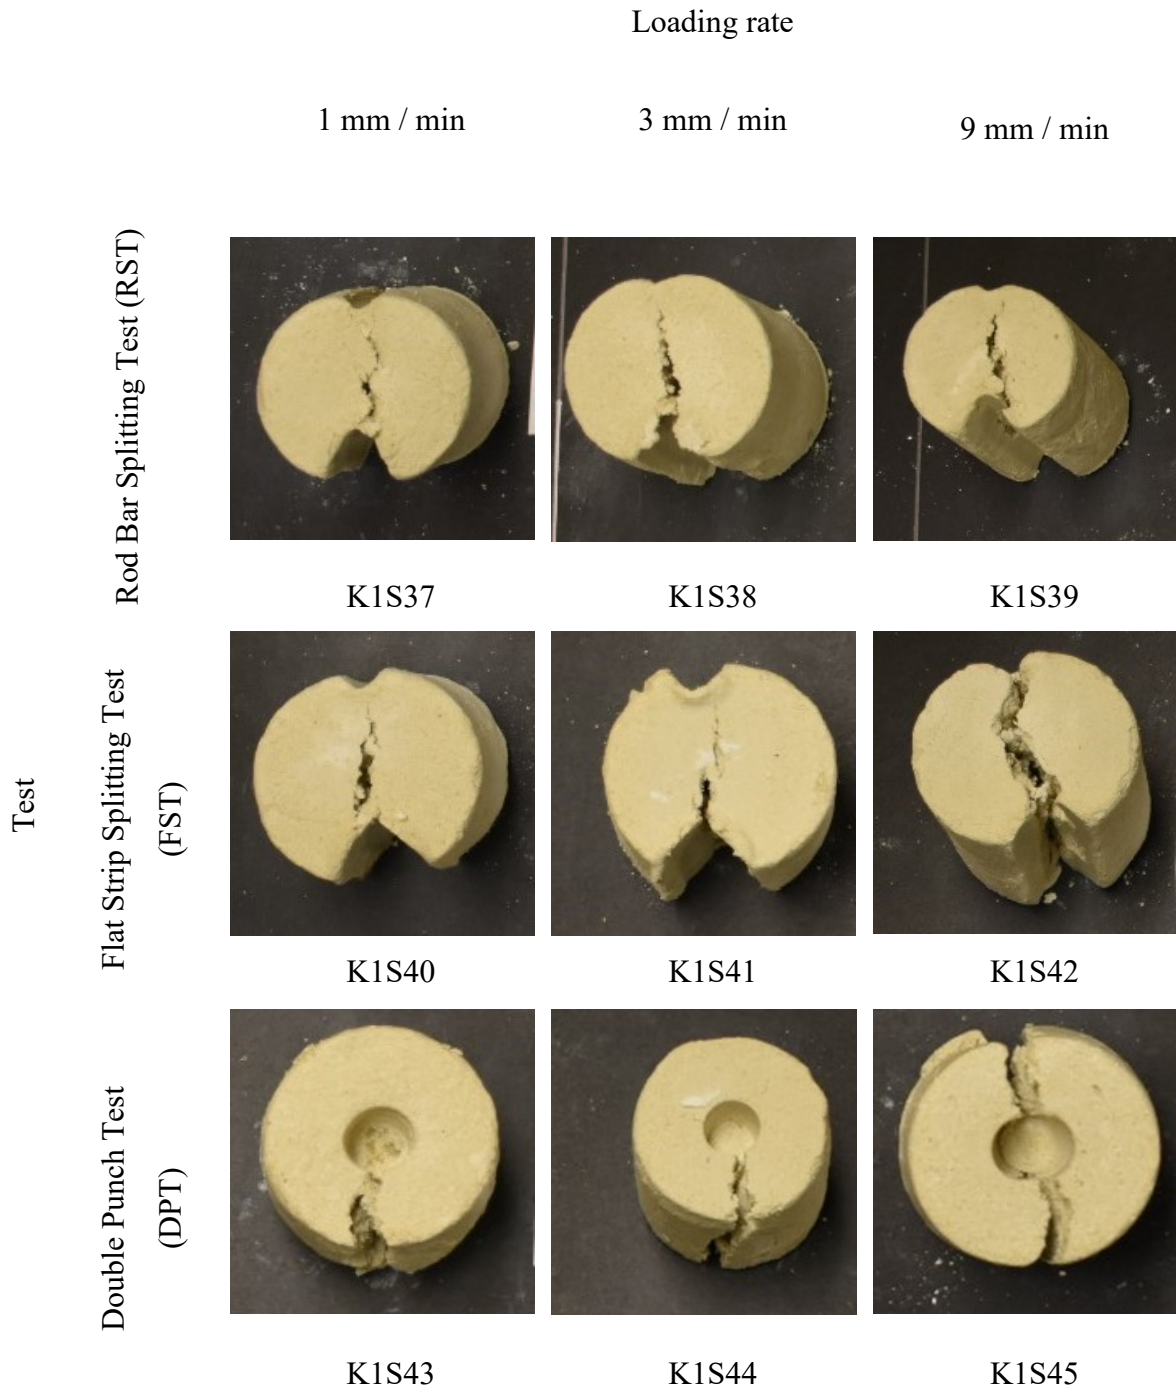 Loading rate
1 mm / min
3 mm / min
9 mm / min
Test
Rod Bar Splitting Test (RST)
K1S37
K1S38
K1S39
Flat Strip Splitting Test
(FST)
K1S40
K1S41
K1S42
Double Punch Test
(DPT)
K1S43
K1S44
K1S45